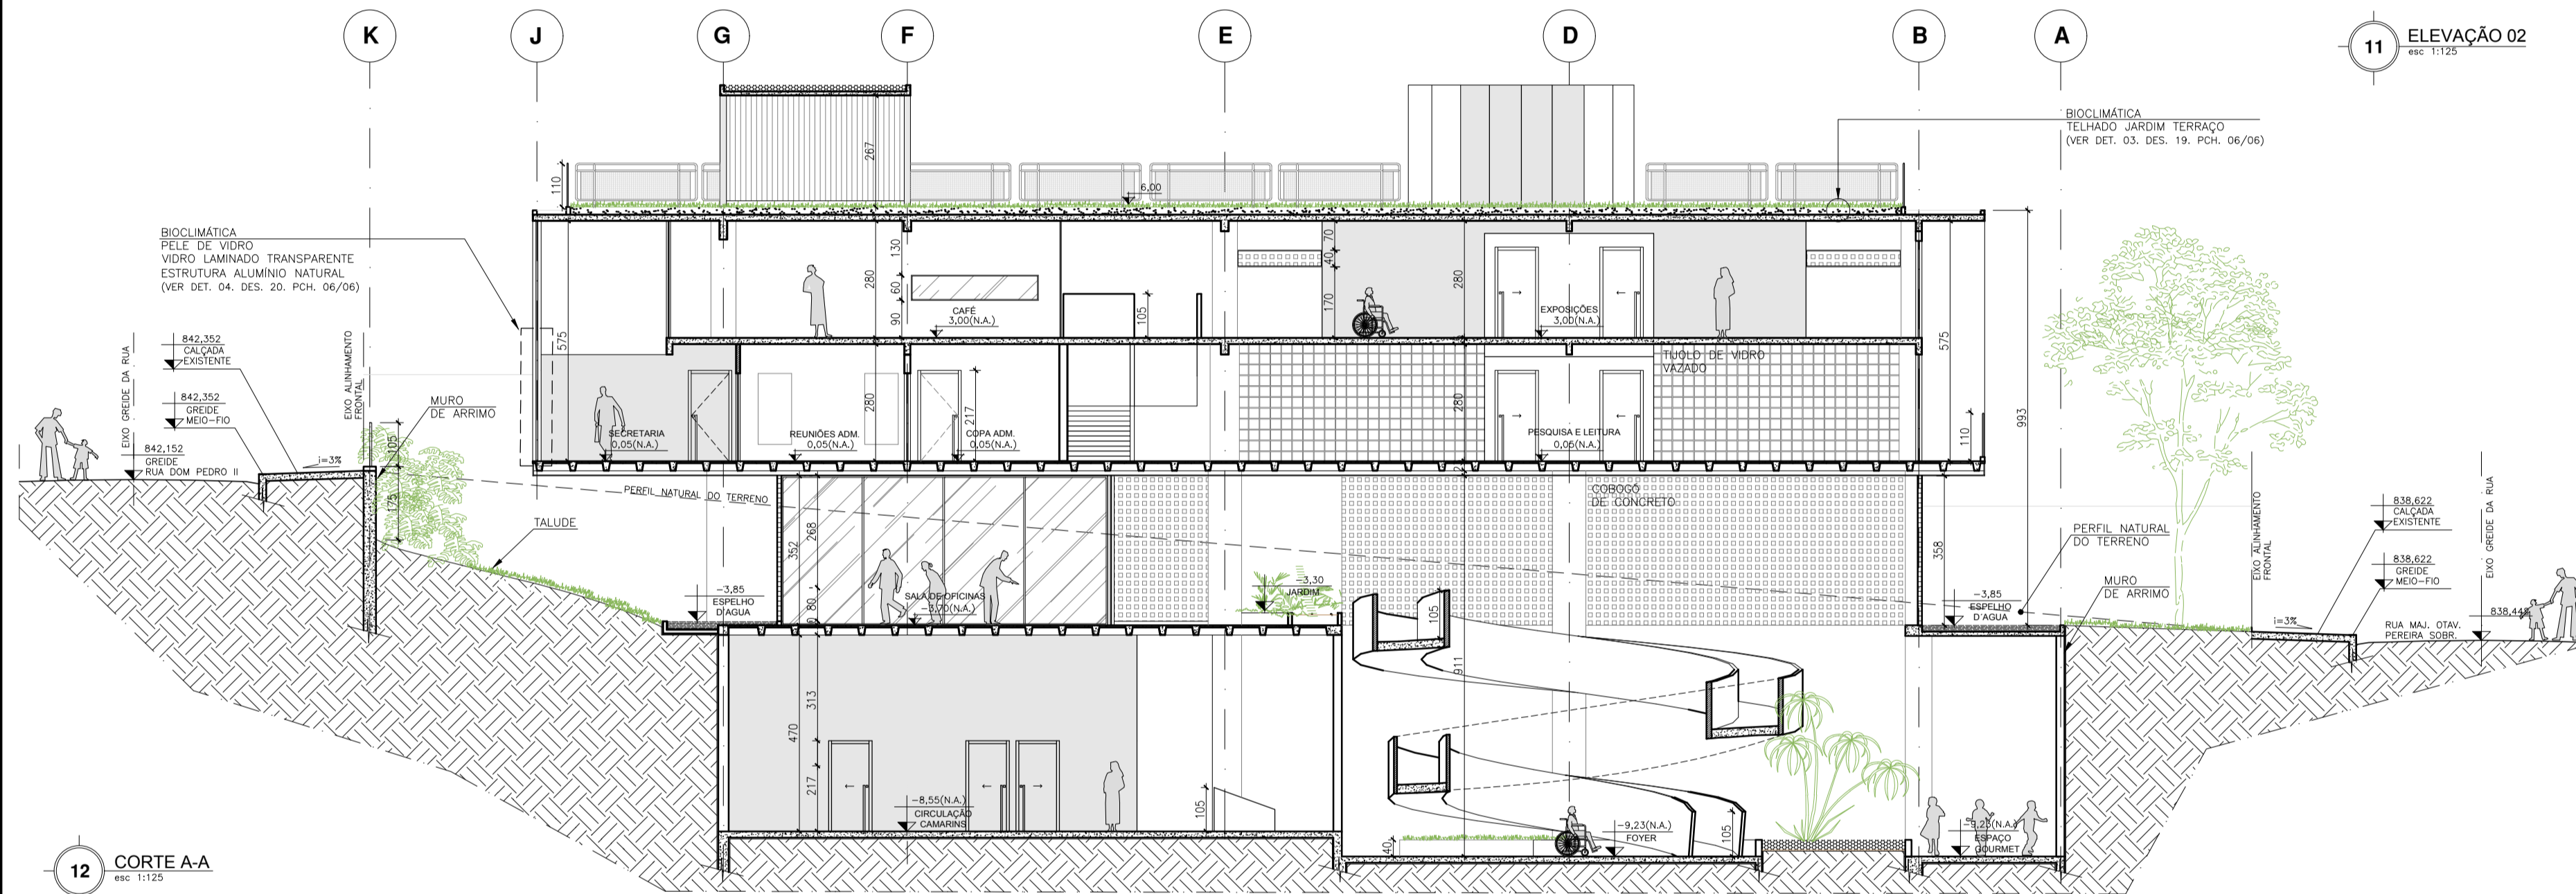 K
J
G
F
E
D
B
A
11
ELEVAÇÃO 02
esc 1:125
BIOCLIMÁTICA
TELHADO JARDIM TERRAÇO
(VER DET. 03. DES. 19. PCH. 06/06)
267
110
6,00
BIOCLIMÁTICA
PELE DE VIDRO
VIDRO LAMINADO TRANSPARENTE
ESTRUTURA ALUMÍNIO NATURAL
(VER DET. 04. DES. 20. PCH. 06/06)
575
280
130
60
90
CAFÉ
3,00(N.A.)
105
70
40
170
280
EXPOSIÇÕES
3,00(N.A.)
575
993
EIXO GREIDE DA RUA
842,352
CALÇADA
EXISTENTE
842,352
GREIDE
MEIO-FIO
842,152
GREIDE
RUA DOM PEDRO II
i=3%
EIXO ALINHAMENTO
FRONTAL
105
175
MURO
DE ARRIMO
SECRETARIA
0,05(N.A.)
REUNIÕES ADM.
0,05(N.A.)
280
COPA ADM.
0,05(N.A.)
217
280
PESQUISA E LEITURA
0,05(N.A.)
TIJOLO DE VIDRO
VAZADO
110
PERFIL NATURAL DO TERRENO
TALUDE
-3,85
ESPELHO
D'AGUA
352
268
80
SALA DE OFICINAS
-3,70(N.A.)
-3,30
JARDIM
COBOGÓ
DE CONCRETO
358
-3,85
ESPELHO
D'AGUA
PERFIL NATURAL
DO TERRENO
MURO
DE ARRIMO
EIXO ALINHAMENTO
FRONTAL
838,622
CALÇADA
EXISTENTE
838,622
GREIDE
MEIO-FIO
i=3%
RUA MAJ. OTAV.
PEREIRA SOBR.
EIXO GREIDE DA RUA
105
911
470
313
217
-8,55(N.A.)
CIRCULAÇÃO
CAMARINS
105
40
-9,23(N.A.)
FOYER
105
-9,23(N.A.)
ESPAÇO
GOURMET
12
CORTE A-A
esc 1:125